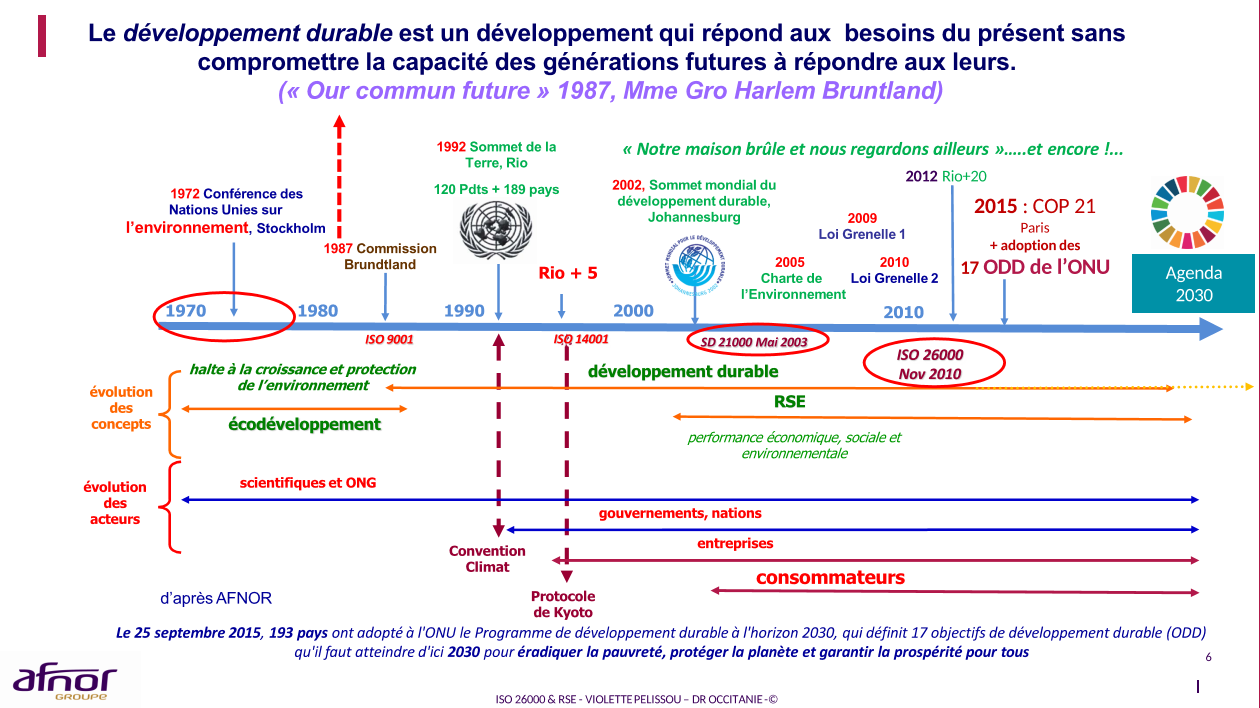 Le développement durable est un développement qui répond aux besoins du présent sans
compromettre la capacité des générations futures à répondre aux leurs.
(« Our commun future » 1987, Mme Gro Harlem Bruntland)
« Notre maison brûle et nous regardons ailleurs »…..et encore !...
1992 Sommet de la
Terre, Rio
120 Pdts + 189 pays
1972 Conférence des
Nations Unies sur
l’environnement, Stockholm
1987 Commission
Brundtland
Rio + 5
2002, Sommet mondial du
développement durable,
Johannesburg
2009
Loi Grenelle 1
2005
Charte de
l’Environnement
2010
Loi Grenelle 2
2012 Rio+20
2015 : COP 21
Paris
+ adoption des
17 ODD de l’ONU
Agenda
2030
1970
1980
1990
2000
2010
ISO 9001
ISO 14001
SD 21000 Mai 2003
ISO 26000
Nov 2010
évolution
des
concepts
halte à la croissance et protection
de l’environnement
écodéveloppement
développement durable
RSE
performance économique, sociale et
environnementale
évolution
des
acteurs
scientifiques et ONG
gouvernements, nations
entreprises
consommateurs
Convention
Climat
Protocole
de Kyoto
d’après AFNOR
Le 25 septembre 2015, 193 pays ont adopté à l'ONU le Programme de développement durable à l'horizon 2030, qui définit 17 objectifs de développement durable (ODD)
qu'il faut atteindre d'ici 2030 pour éradiquer la pauvreté, protéger la planète et garantir la prospérité pour tous
6
afnor
GROUPE
ISO 26000 & RSE - VIOLETTE PELISSOU – DR OCCITANIE -©